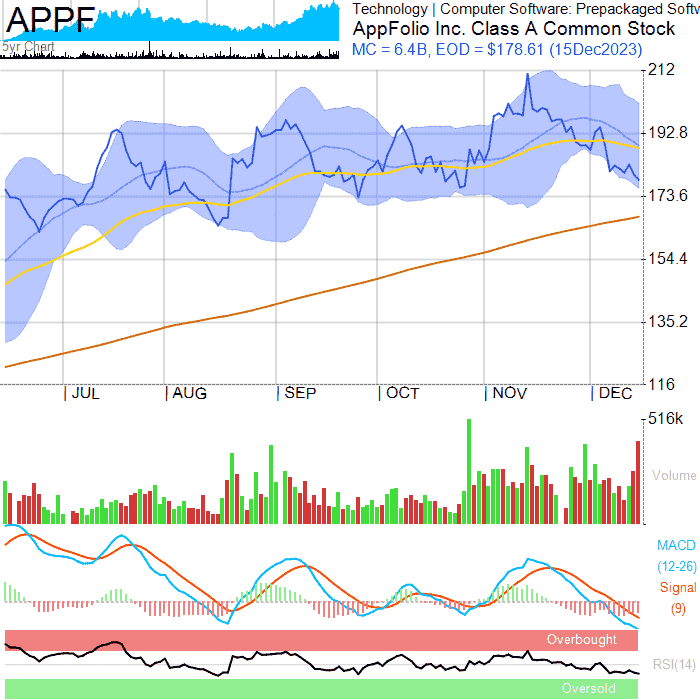 APPF
5yr Chart
Technology | Computer Software: Prepackaged Softw
AppFolio Inc. Class A Common Stock
MC = 6.4B, EOD = $178.61 (15Dec2023)
212
192.8
173.6
154.4
135.2
116
| JUL | AUG | SEP | OCT | NOV | DEC
516k
Volume
MACD
(12-26)
Signal
(9)
Overbought
RSI(14)
Oversold